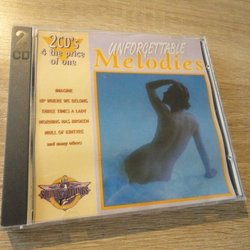 2CD's
4 the price
of one
UNFORGETTABLE
Melodies
IMAGINE
UP WHERE WE BELONG
THREE TIMES A LADY
MORNING HAS BROKEN
MULL OF KINTYRE
and many others
2
CD